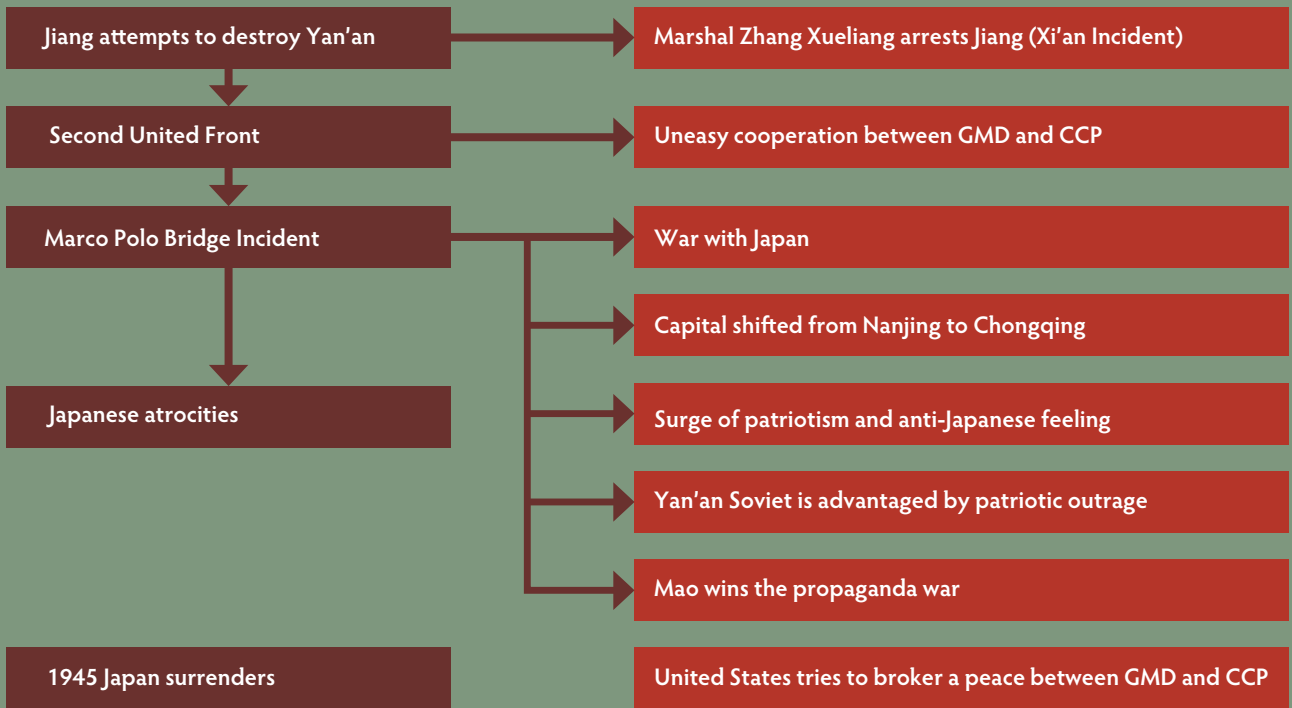 Jiang attempts to destroy Yan’an
Marshal Zhang Xueliang arrests Jiang (Xi’an Incident)
Second United Front
Uneasy cooperation between GMD and CCP
Marco Polo Bridge Incident
War with Japan
Capital shifted from Nanjing to Chongqing
Japanese atrocities
Surge of patriotism and anti-Japanese feeling
Yan’an Soviet is advantaged by patriotic outrage
Mao wins the propaganda war
1945 Japan surrenders
United States tries to broker a peace between GMD and CCP